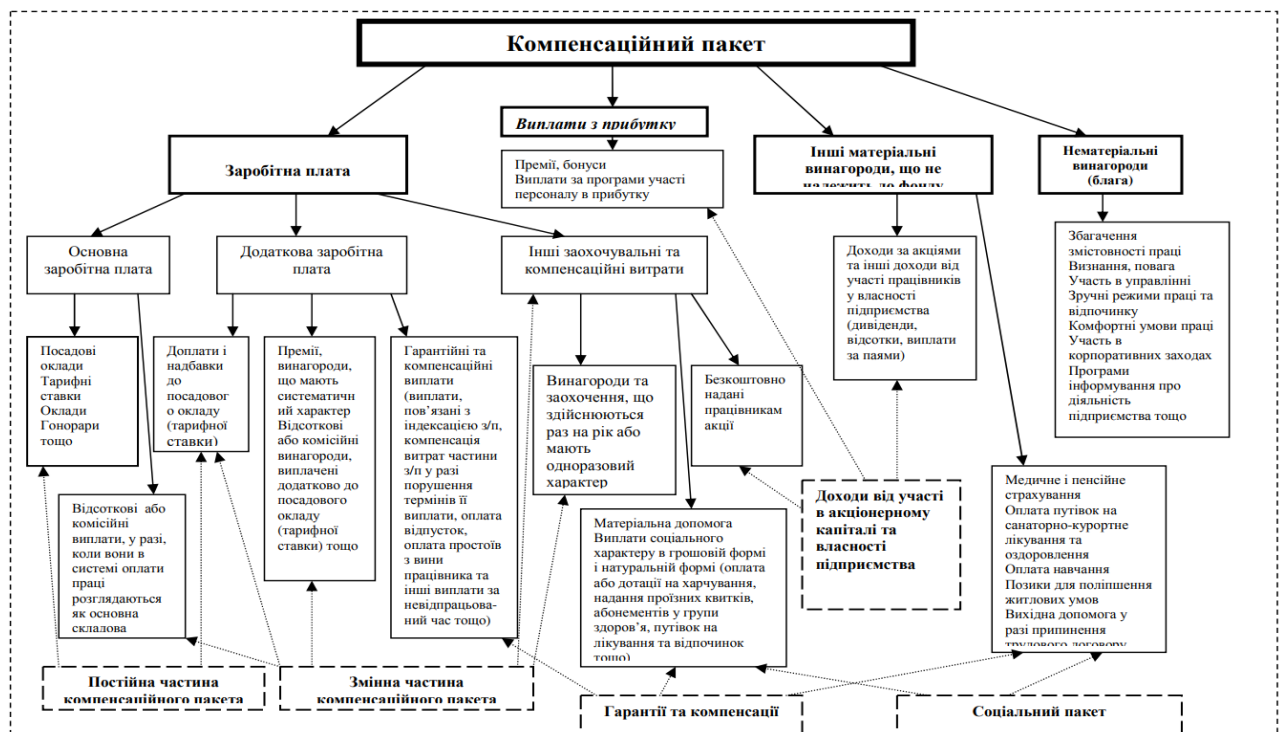 Компенсаційний пакет
Виплати з прибутку
Заробітна плата
Інші матеріальні
винагороди, що не
належить до фонду
Нематеріальні
винагороди
(блага)
Премії, бонуси
Виплати за програми участі
персоналу в прибутку
Основна
заробітна плата
Додаткова заробітна
плата
Інші заохочувальні та
компенсаційні витрати
Доходи за акціями
та інші доходи від
участі працівників
у власності
підприємства
(дивіденди,
відсотки, виплати
за паями)
Збагачення
змістовності праці
Визнання, повага
Участь в управлінні
Зручні режими праці та
відпочинку
Комфортні умови праці
Участь в
корпоративних заходах
Програми
інформування про
діяльність
підприємства тощо
Посадові
оклади
Тарифні
ставки
Оклади
Гонорари
тощо
Доплати і
надбавки
до
посадовог
о окладу
(тарифної
ставки)
Премії,
винагороди,
що мають
систематич
ний характер
Відсоткові
або комісійні
винагороди,
виплачені
додатково до
посадового
окладу
(тарифної
ставки) тощо
Гарантійні та
компенсаційні
виплати
(виплати,
пов’язані з
індексацією з/п,
компенсація
витрат частини
з/п у разі
порушення
термінів її
виплати, оплата
відпусток,
оплата простоїв
з вини
працівника та
інші виплати за
невідпрацьова-
ний час тощо)
Винагороди та
заохочення, що
здійснюються
раз на рік або
мають
одноразовий
характер
Безкоштовно
надані
працівникам
акції
Відсоткові або
комісійні
виплати, у разі,
коли вони в
системі оплати
праці
розглядаються
як основна
складова
Матеріальна допомога
Виплати соціального
характеру в грошовій формі
і натуральній формі (оплата
або дотації на харчування,
надання проїзних квитків,
абонементів у групи
здоров’я, путівок на
лікування та відпочинок
тощо)
Доходи від участі
в акціонерному
капіталі та
власності
підприємства
Медичне і пенсійне
страхування
Оплата путівок на
санаторно-курортне
лікування та
оздоровлення
Оплата навчання
Позики для поліпшення
житлових умов
Вихідна допомога у
разі припинення
трудового договору
Постійна частина
компенсаційного пакета
Змінна частина
компенсаційного пакета
Гарантії та компенсації
Соціальний пакет